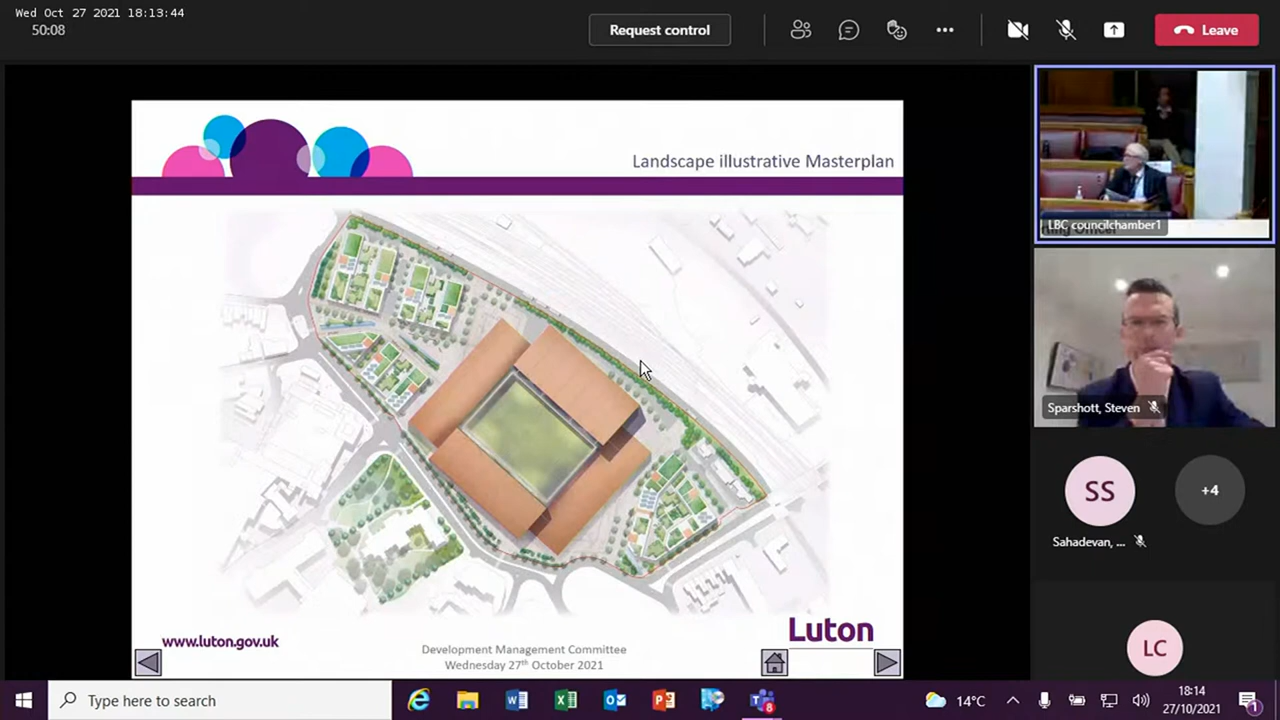 Wed Oct 27 2021 18:13:44
50:08
Request control
Leave
Landscape illustrative Masterplan
LBC councilchamber1
Sparshott, Steven
SS
+4
Sahadevan, ...
LC
www.luton.gov.uk
Luton
Development Management Committee
Wednesday 27th October 2021
Type here to search
8
14°C
18:14
27/10/2021
1